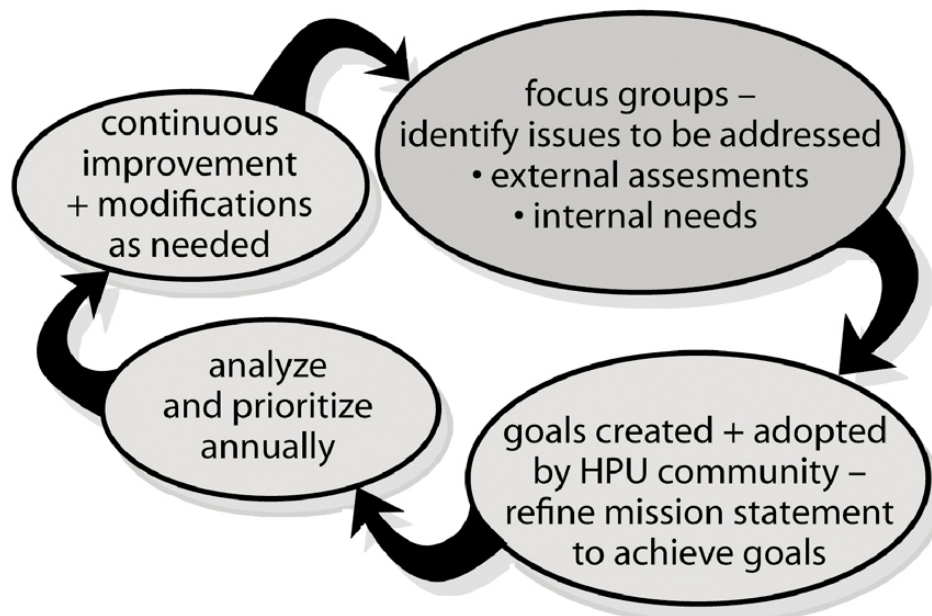 focus groups –
identify issues to be addressed
• external assesments
• internal needs
goals created + adopted
by HPU community –
refine mission statement
to achieve goals
analyze
and prioritize
annually
continuous
improvement
+ modifications
as needed